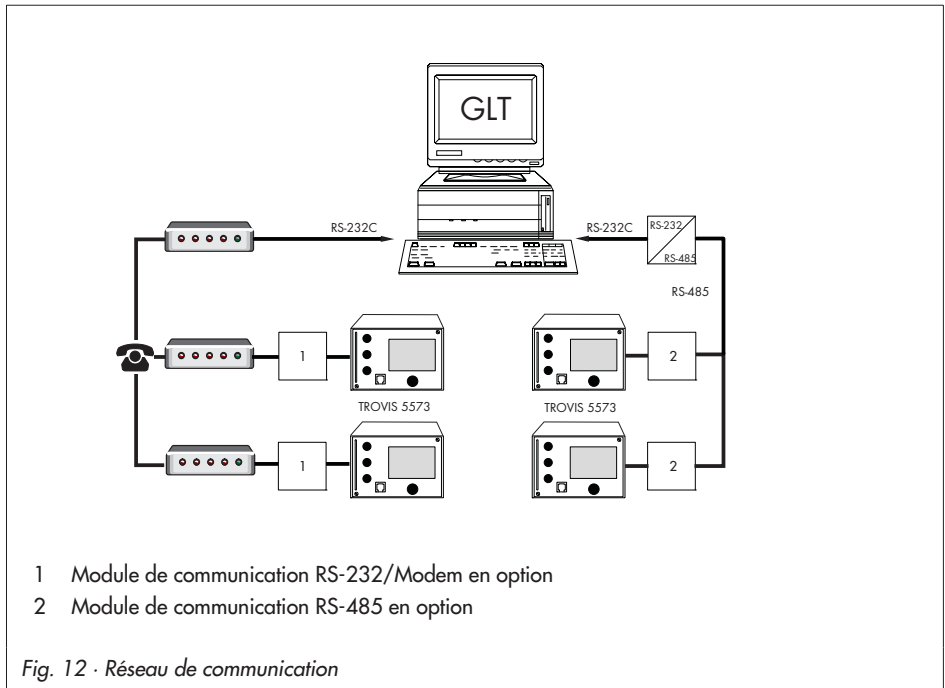 GLT
RS-232C
RS-232C
RS-232
RS-485
RS-485
1
2
TROVIS 5573
TROVIS 5573
1
2
1 Module de communication RS-232/Modem en option
2 Module de communication RS-485 en option
Fig. 12 · Réseau de communication